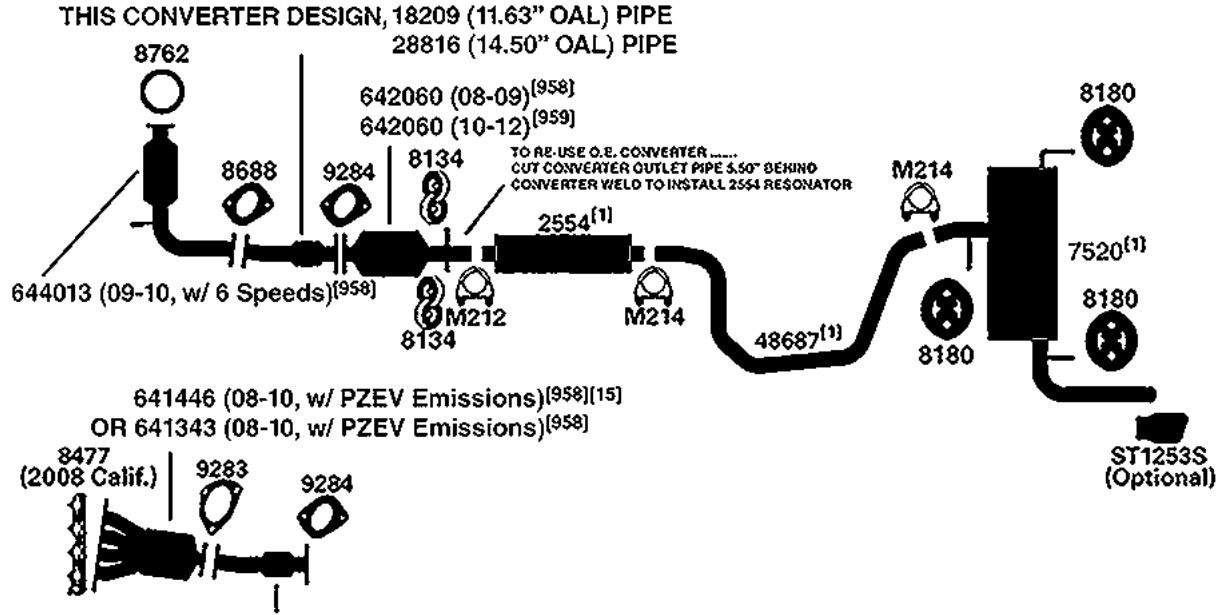 THIS CONVERTER DESIGN, 18209 (11.63” OAL) PIPE
28816 (14.50” OAL) PIPE
8762
642060 (08-09)[958]
642060 (10-12)[959]
8180
TO RE-USE O.E. CONVERTER ......
CUT CONVERTER OUTLET PIPE 5.50" BEHIND
CONVERTER WELD TO INSTALL 2554 RESONATOR
8134
8688
9284
M214
2554[1]
7520[1]
644013 (09-10, w/ 6 Speeds)[958]
8180
M212
M214
8134
48687[1]
8180
641446 (08-10, w/ PZEV Emissions)[958][15]
OR 641343 (08-10, w/ PZEV Emissions)[958]
8477
(2008 Calif.)
9283
9284
ST1253S
(Optional)